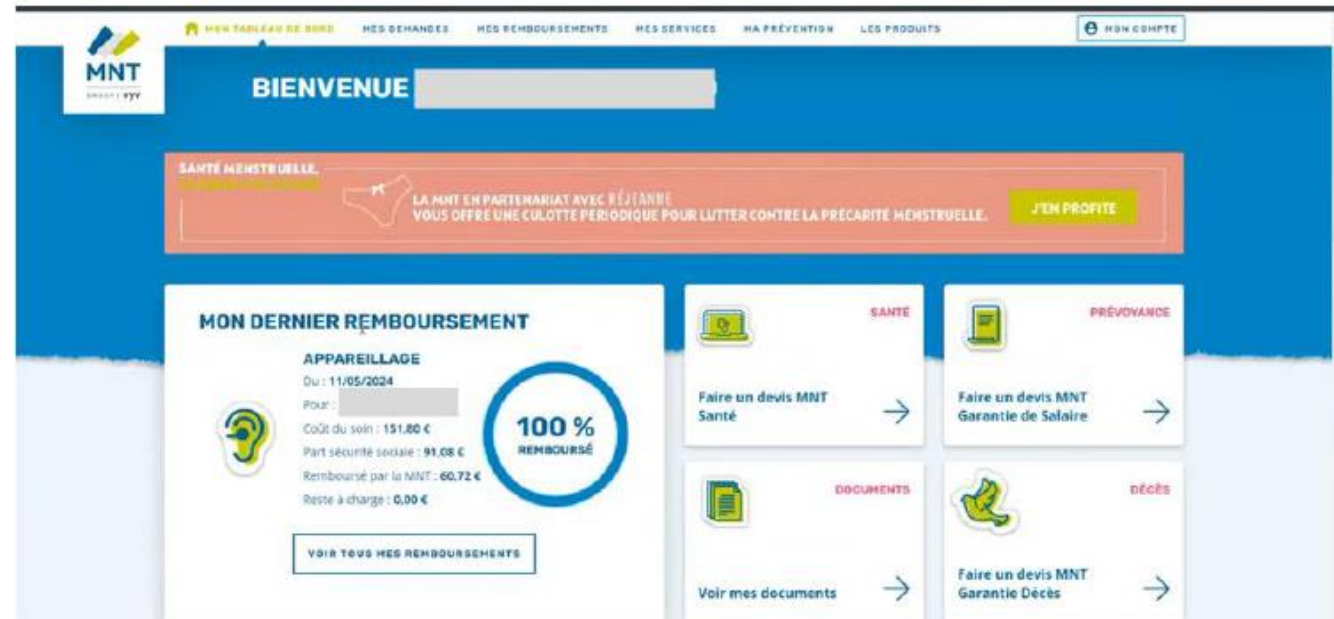 MON TABLEAU DE BORD
MES DEMANDES
MES REMBOURSEMENTS
MES SERVICES
MA PRÉVENTION
LES PRODUITS
MON COMPTE
MNT
GROUPE vyv
BIENVENUE
SANTÉ MENSTRUELLE,
LA MNT EN PARTENARIAT AVEC RÉJEANNE
VOUS OFFRE UNE CULOTTE PERIODIQUE POUR LUTTER CONTRE LA PRÉCARITÉ MENSTRUELLE.
J'EN PROFITE
MON DERNIER REMBOURSEMENT
APPAREILLAGE
Du : 11/05/2024
Pour :
Coût du soin : 151,80 €
Part sécurité sociale : 91,08 €
Remboursé par la MNT : 60,72 €
Reste à charge : 0,00 €
100 %
REMBOURSÉ
VOIR TOUS MES REMBOURSEMENTS
SANTÉ
Faire un devis MNT
Santé
PRÉVOYANCE
Faire un devis MNT
Garantie de Salaire
DOCUMENTS
Voir mes documents
DÉCÈS
Faire un devis MNT
Garantie Décès